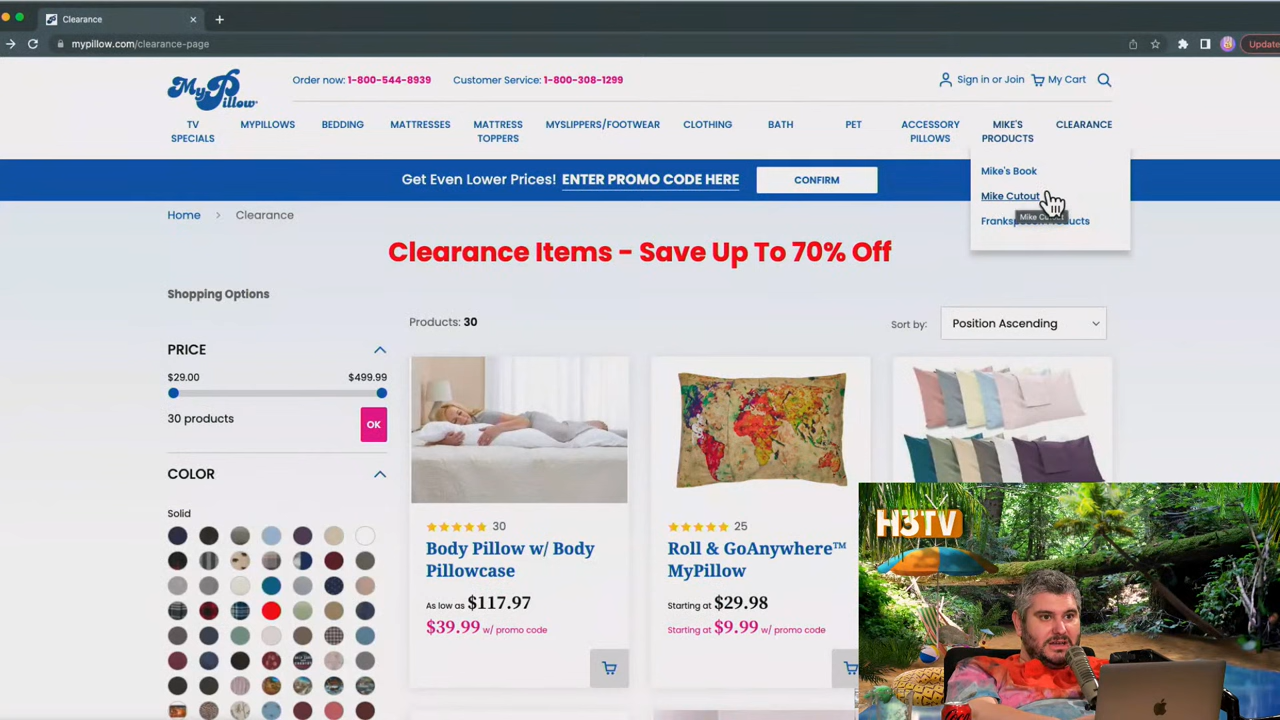 Clearance
mypillow.com/clearance-page
Update
MyPillow
Order now: 1-800-544-8939
Customer Service: 1-800-308-1299
Sign in or Join
My Cart
TV SPECIALS
MYPILLOWS
BEDDING
MATTRESSES
MATTRESS TOPPERS
MYSLIPPERS/FOOTWEAR
CLOTHING
BATH
PET
ACCESSORY PILLOWS
MIKE'S PRODUCTS
CLEARANCE
Mike's Book
Mike Cutout
Products
Get Even Lower Prices! ENTER PROMO CODE HERE
CONFIRM
Home > Clearance
Clearance Items - Save Up To 70% Off
Shopping Options
Products: 30
Sort by:
Position Ascending
PRICE
$29.00
$499.99
30 products
OK
COLOR
Solid
30
Body Pillow w/ Body
Pillowcase
As low as $117.97
$39.99 w/ promo code
25
Roll & GoAnywhere™
MyPillow
Starting at $29.98
Starting at $9.99 w/ promo code
H3TV